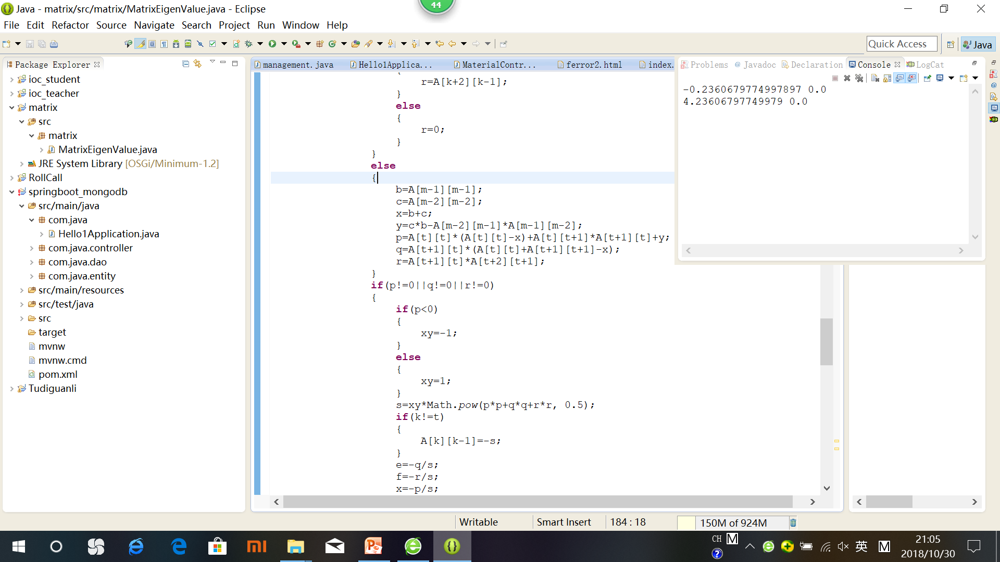 44
Java - matrix/src/matrix/MatrixEigenValue.java - Eclipse
File Edit Refactor Source Navigate Search Project Run Window Help
Quick Access
Java
Package Explorer
ioc_student
ioc_teacher
matrix
src
matrix
MatrixEigenValue.java
JRE System Library [OSGi/Minimum-1.2]
RollCall
springboot_mongodb
src/main/java
com.java
Hello1Application.java
com.java.controller
com.java.dao
com.java.entity
src/main/resources
src/test/java
src
target
mvnw
mvnw.cmd
pom.xml
Tudiguanli
management.java Hello1Applica... MaterialContr... ferror2.html index.
r=A[k+2][k-1];
}
else
{
r=0;
}
}
else
{
b=A[m-1][m-1];
c=A[m-2][m-2];
x=b+c;
y=c*b-A[m-2][m-1]*A[m-1][m-2];
p=A[t][t]*(A[t][t]-x)+A[t][t+1]*A[t+1][t]+y;
q=A[t+1][t]*(A[t][t]+A[t+1][t+1]-x);
r=A[t+1][t]*A[t+2][t+1];
}
if(p!=0||q!=0||r!=0)
{
if(p<0)
{
xy=-1;
}
else
{
xy=1;
}
s=xy*Math.pow(p*p+q*q+r*r, 0.5);
if(k!=t)
{
A[k][k-1]=-s;
}
e=-q/s;
f=-r/s;
x=-p/s;
Problems @ Javadoc Declaration Console LogCat
-0.2360679774997897 0.0
4.23606797749979 0.0
Writable Smart Insert 184 : 18 150M of 924M
CH M
英 M
21:05
2018/10/30